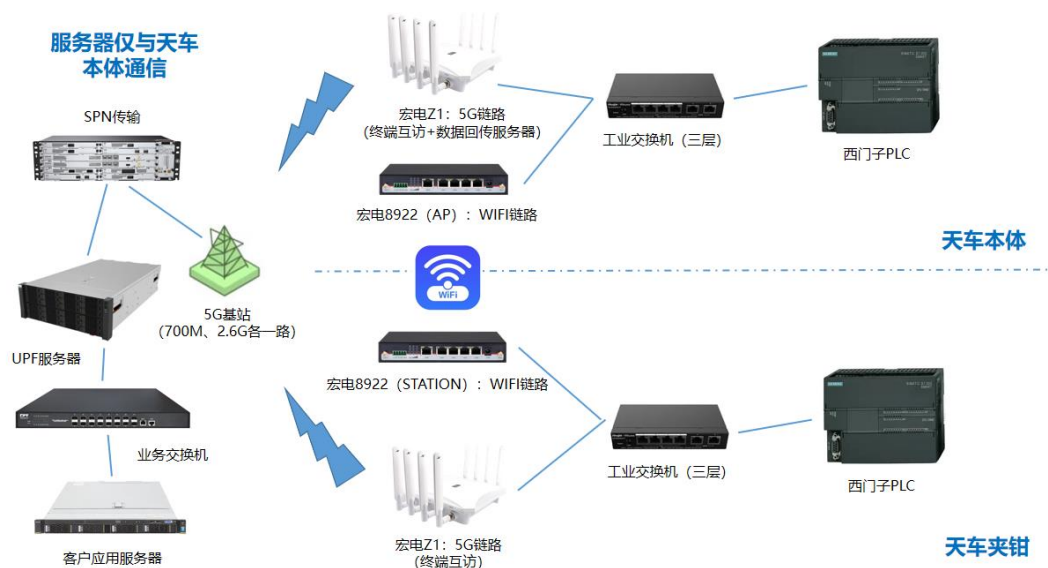 服务器仅与天车
本体通信
SPN传输
宏电Z1：5G链路
（终端互访+数据回传服务器）
工业交换机（三层）
西门子PLC
宏电8922（AP）：WIFI链路
天车本体
WiFi
5G基站
（700M、2.6G各一路）
UPF服务器
宏电8922（STATION）：WIFI链路
业务交换机
工业交换机（三层）
西门子PLC
客户应用服务器
宏电Z1：5G链路
（终端互访）
天车夹钳